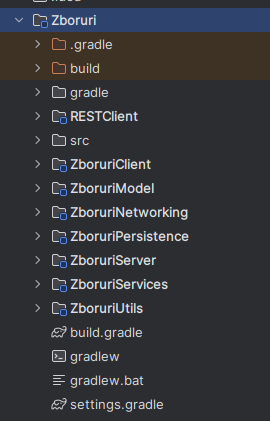 Zboruri
.gradle
build
gradle
RESTClient
src
ZboruriClient
ZboruriModel
ZboruriNetworking
ZboruriPersistence
ZboruriServer
ZboruriServices
ZboruriUtils
build.gradle
gradlew
gradlew.bat
settings.gradle